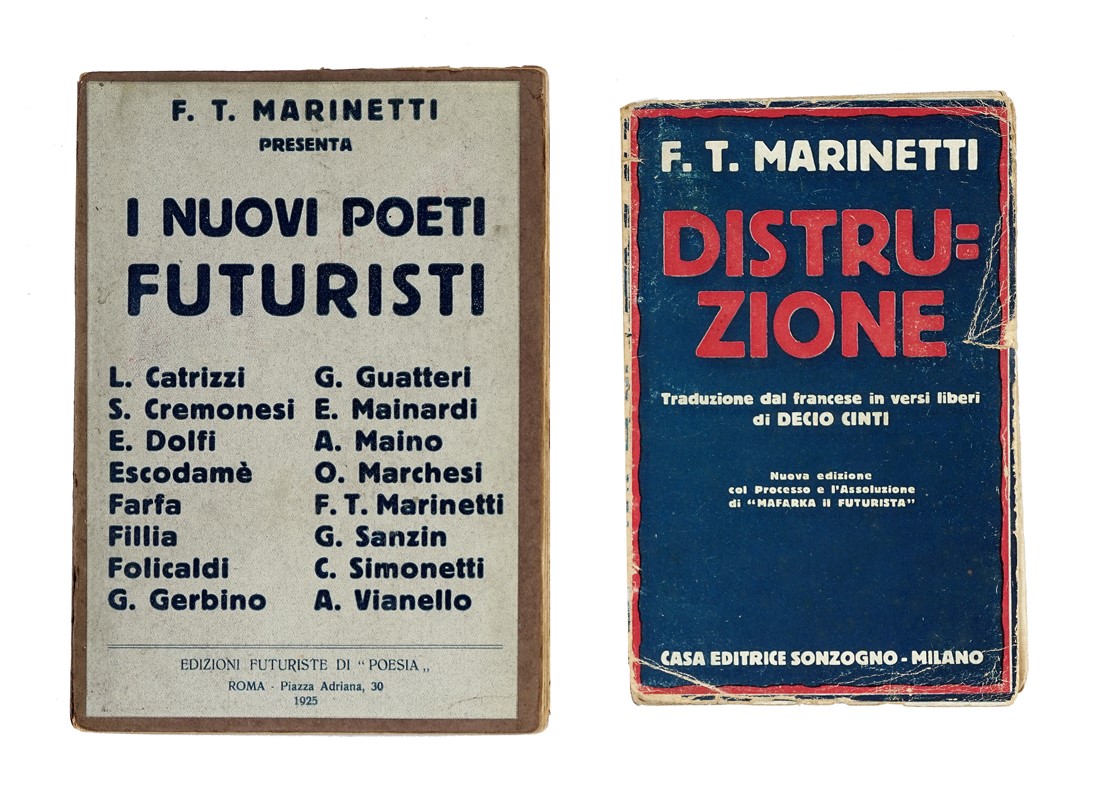 F. T. MARINETTI
PRESENTA
I NUOVI POETI
FUTURISTI
L. Catrizzi
S. Cremonesi
E. Dolfi
Escodamè
Farfa
Fillia
Folicaldi
G. Gerbino
G. Guatteri
E. Mainardi
A. Maino
O. Marchesi
F. T. Marinetti
G. Sanzin
C. Simonetti
A. Vianello
EDIZIONI FUTURISTE DI "POESIA„
ROMA - Piazza Adriana, 30
1925
F. T. MARINETTI
DISTRU=
ZIONE
Traduzione dal francese in versi liberi
di DECIO CINTI
Nuova edizione
col Processo e l'Assoluzione
di "MAFARKA il FUTURISTA"
CASA EDITRICE SONZOGNO - MILANO